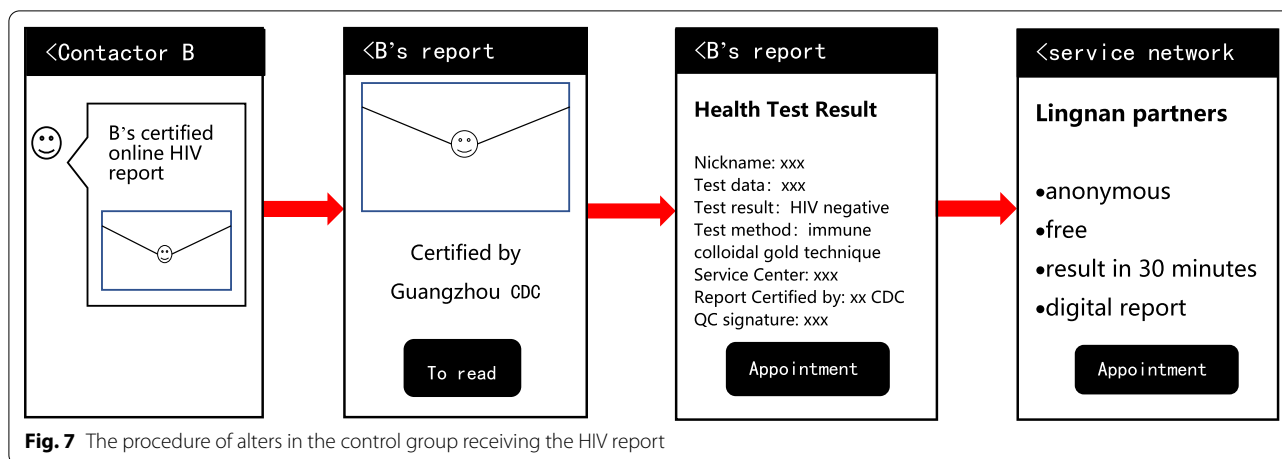 <Contactor B
B's certified
online HIV
report
<B's report
Certified by
Guangzhou CDC
To read
<B's report
Health Test Result
Nickname: xxx
Test data: xxx
Test result: HIV negative
Test method: immune
colloidal gold technique
Service Center: xxx
Report Certified by: xx CDC
QC signature: xxx
Appointment
<service network
Lingnan partners
•anonymous
•free
•result in 30 minutes
•digital report
Appointment
Fig. 7 The procedure of alters in the control group receiving the HIV report